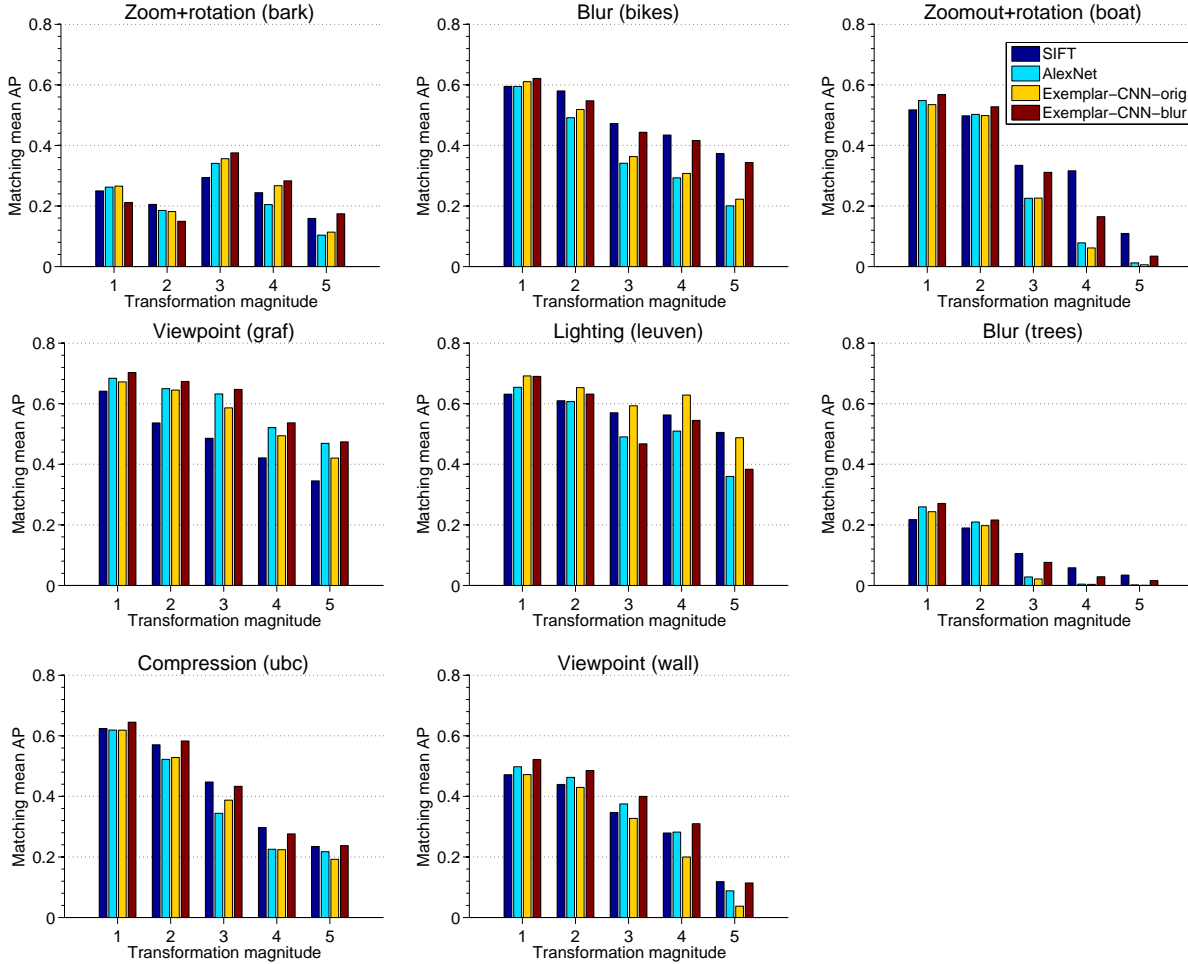 Zoom+rotation (bark)
0.8
0.6
0.4
0.2
0
Matching mean AP
1 2 3 4 5
Transformation magnitude
Blur (bikes)
0.8
0.6
0.4
0.2
0
Matching mean AP
1 2 3 4 5
Transformation magnitude
Zoomout+rotation (boat)
0.8
0.6
0.4
0.2
0
Matching mean AP
SIFT
AlexNet
Exemplar−CNN−orig
Exemplar−CNN−blur
1 2 3 4 5
Transformation magnitude
Viewpoint (graf)
0.8
0.6
0.4
0.2
0
Matching mean AP
1 2 3 4 5
Transformation magnitude
Lighting (leuven)
0.8
0.6
0.4
0.2
0
Matching mean AP
1 2 3 4 5
Transformation magnitude
Blur (trees)
0.8
0.6
0.4
0.2
0
Matching mean AP
1 2 3 4 5
Transformation magnitude
Compression (ubc)
0.8
0.6
0.4
0.2
0
Matching mean AP
1 2 3 4 5
Transformation magnitude
Viewpoint (wall)
0.8
0.6
0.4
0.2
0
Matching mean AP
1 2 3 4 5
Transformation magnitude